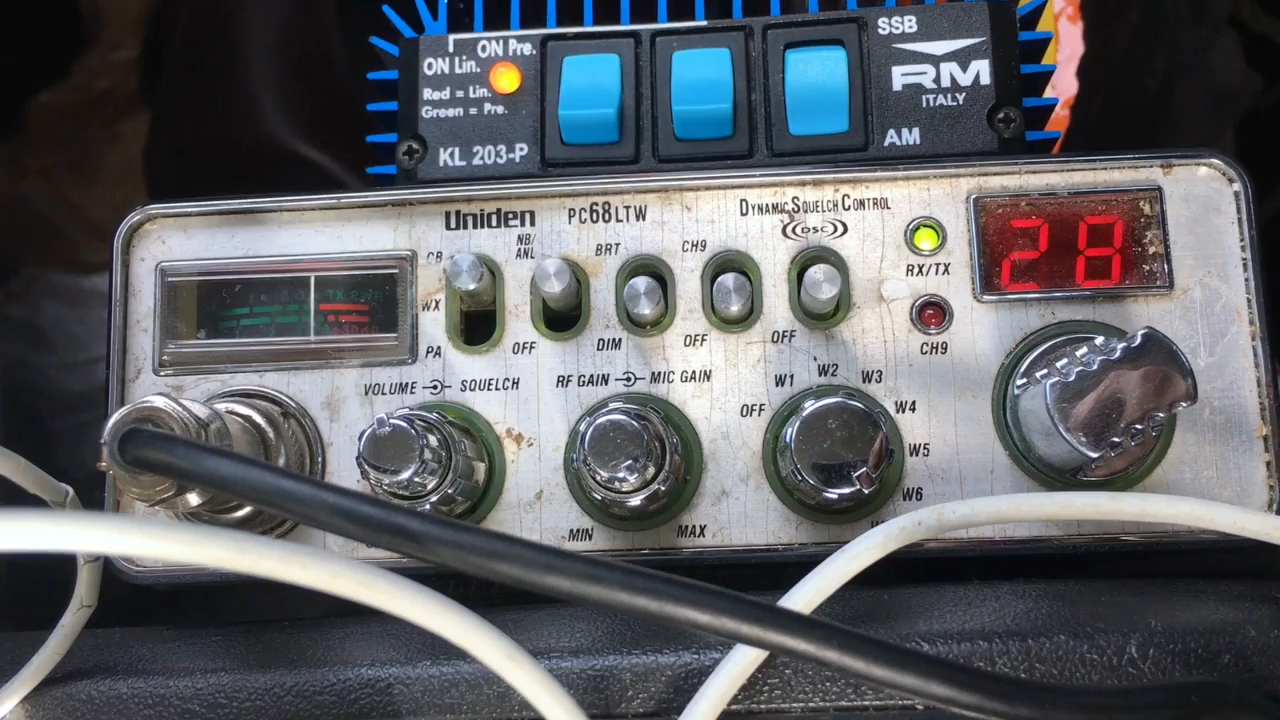 ON Pre.
ON Lin.
Red = Lin.
Green = Pre.
KL 203-P
SSB
RM
ITALY
AM
Uniden PC68LTW
DYNAMIC SQUELCH CONTROL
DSC
CB
WX
PA
NB/
ANL
OFF
BRT
DIM
CH9
OFF
OFF
RX/TX
CH9
28
TX PWR
+30dB
VOLUME SQUELCH
RF GAIN MIC GAIN
MIN MAX
OFF W1 W2 W3 W4 W5 W6